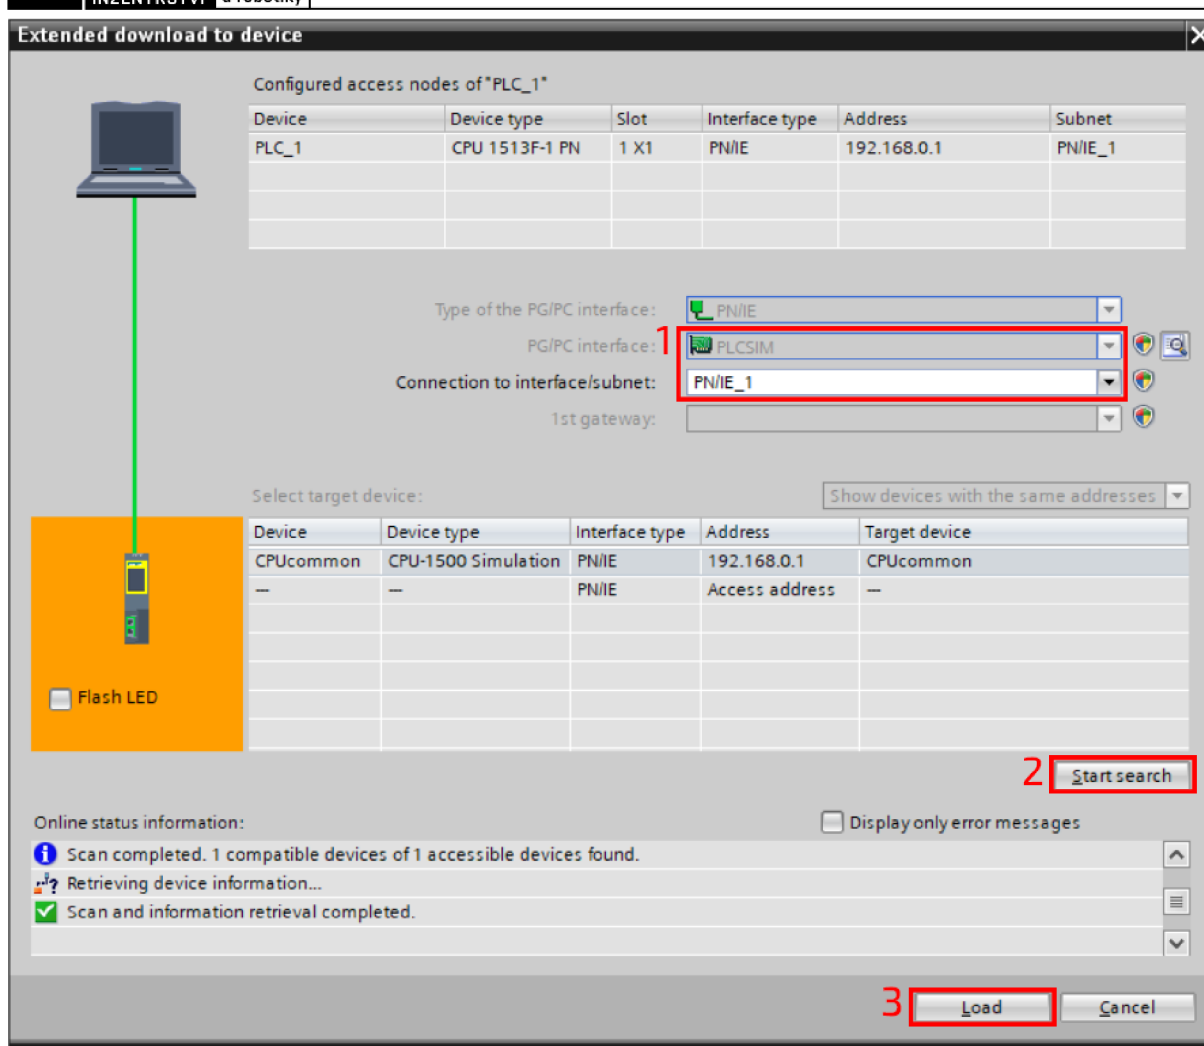 INŽENÝRSTVÍ a robotiky
Extended download to device
Configured access nodes of "PLC_1"
Device Device type Slot Interface type Address Subnet
PLC_1 CPU 1513F-1 PN 1 X1 PN/IE 192.168.0.1 PN/IE_1
Type of the PG/PC interface: PN/IE
1 PG/PC interface: PLCSIM
Connection to interface/subnet: PN/IE_1
1st gateway:
Select target device: Show devices with the same addresses
Device Device type Interface type Address Target device
CPUcommon CPU-1500 Simulation PN/IE 192.168.0.1 CPUcommon
— — PN/IE Access address —
Flash LED
2 Start search
Online status information: Display only error messages
Scan completed. 1 compatible devices of 1 accessible devices found.
Retrieving device information...
Scan and information retrieval completed.
3 Load Cancel